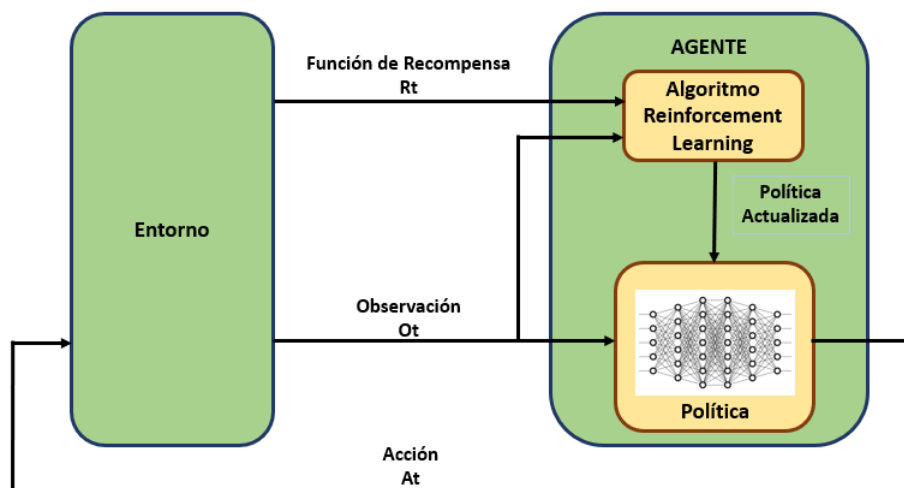 AGENTE
Función de Recompensa
Rt
Algoritmo
Reinforcement
Learning
Política
Actualizada
Entorno
Observación
Ot
Política
Acción
At